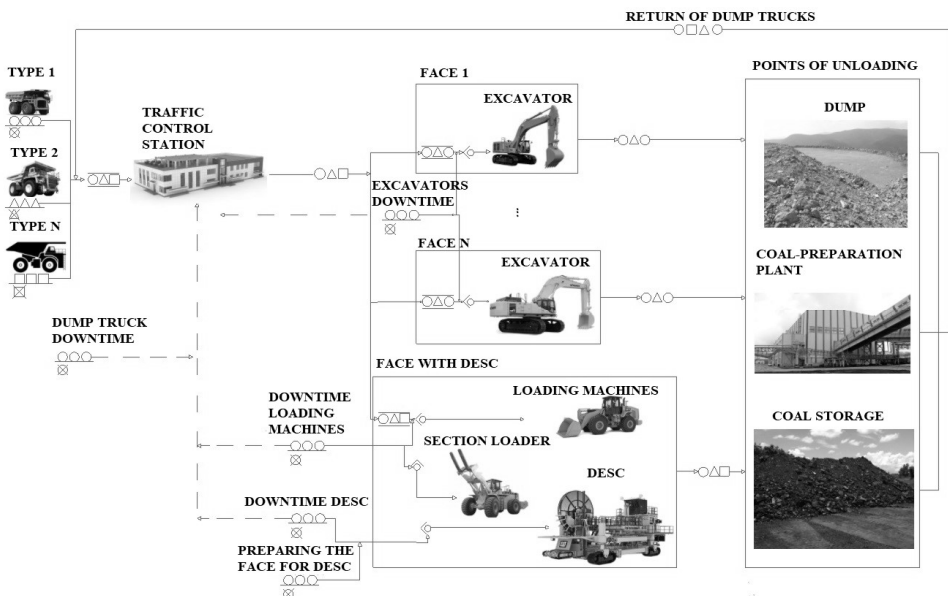 RETURN OF DUMP TRUCKS
TYPE 1
TYPE 2
TYPE N
TRAFFIC
CONTROL
STATION
FACE 1
EXCAVATOR
EXCAVATORS
DOWNTIME
FACE N
EXCAVATOR
POINTS OF UNLOADING
DUMP
COAL-PREPARATION
PLANT
COAL STORAGE
DUMP TRUCK
DOWNTIME
FACE WITH DESC
LOADING MACHINES
SECTION LOADER
DESC
DOWNTIME
LOADING
MACHINES
DOWNTIME DESC
PREPARING THE
FACE FOR DESC